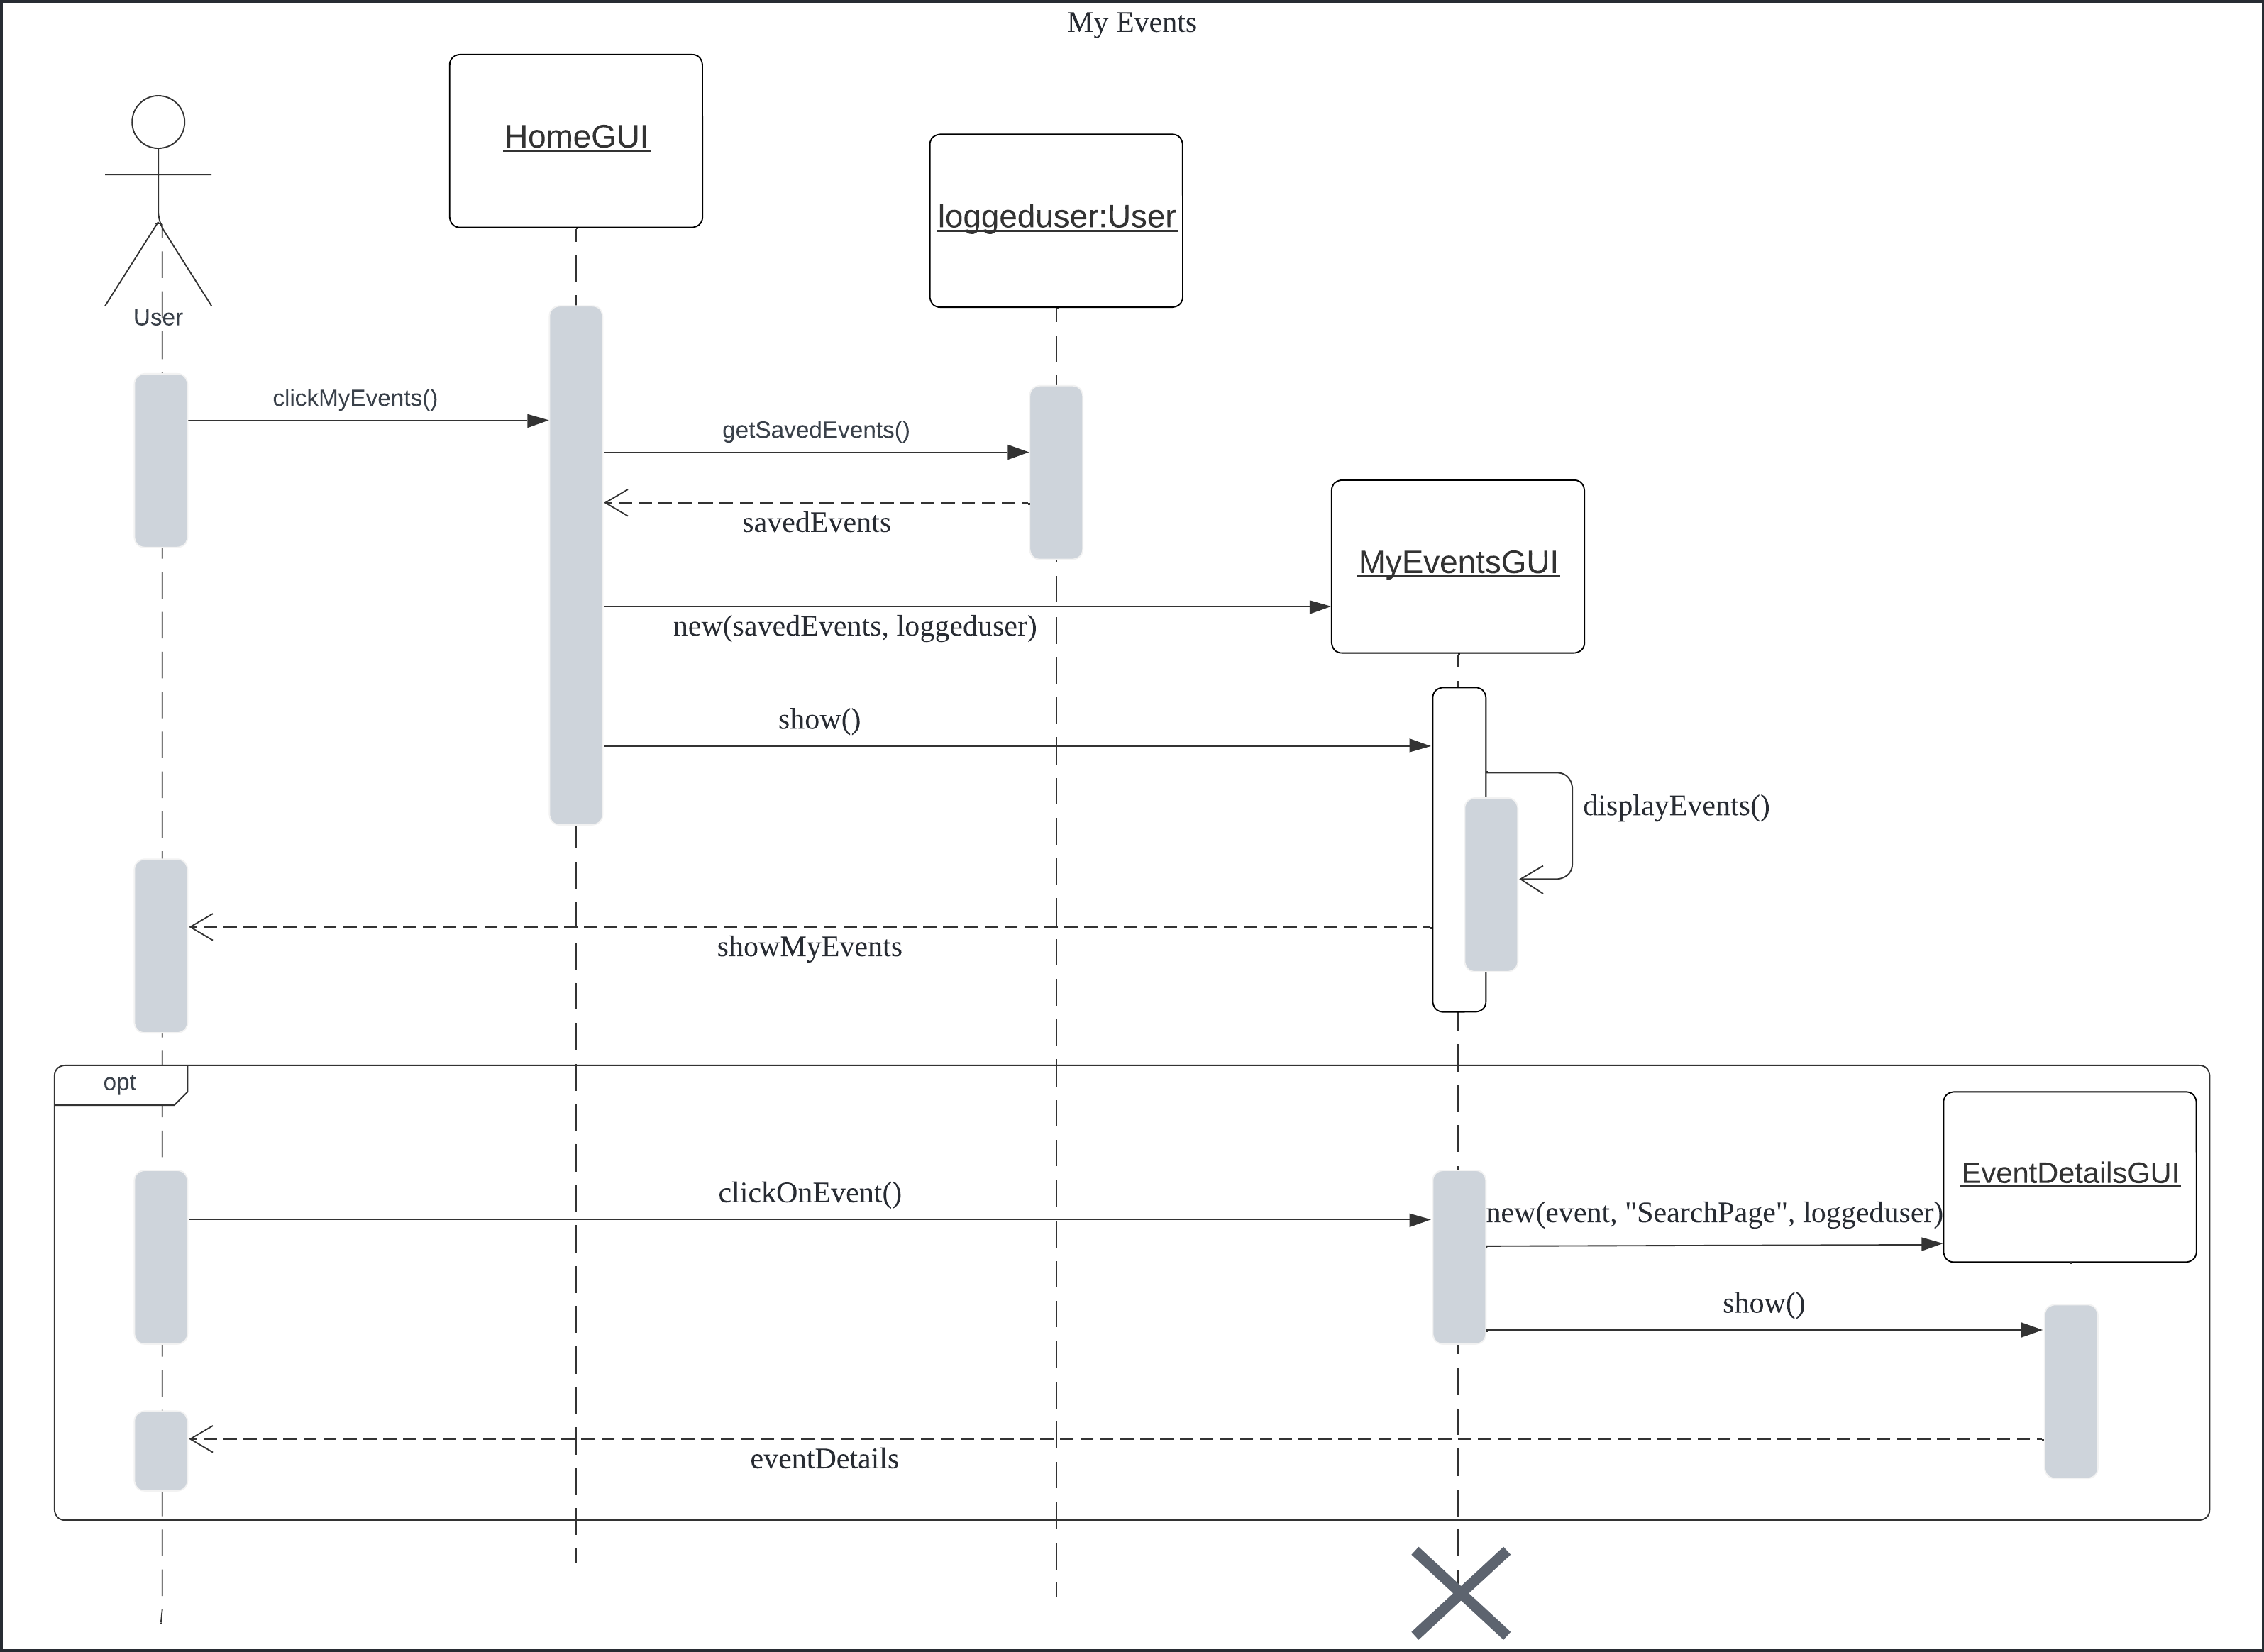 My Events
HomeGUI
loggeduser:User
User
clickMyEvents()
getSavedEvents()
savedEvents
MyEventsGUI
new(savedEvents, loggeduser)
show()
displayEvents()
showMyEvents
opt
EventDetailsGUI
clickOnEvent()
new(event, "SearchPage", loggeduser)
show()
eventDetails